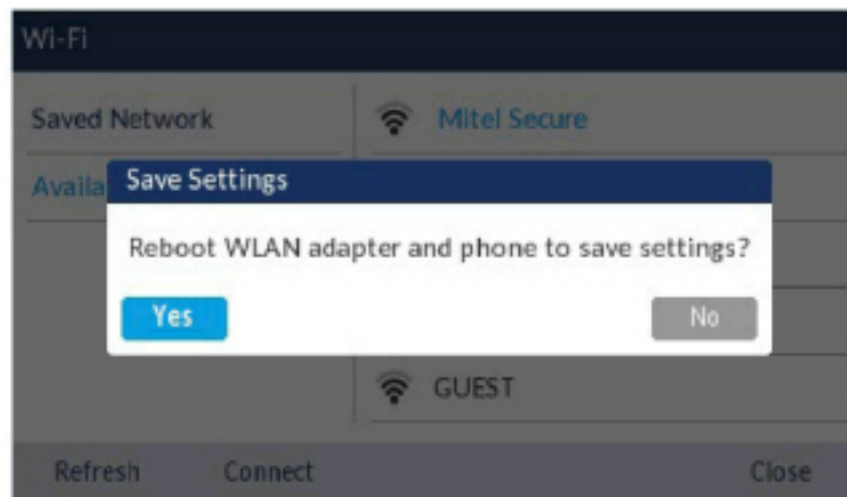 Wi-Fi
Saved Network
Mitel Secure
Availa
Save Settings
Reboot WLAN adapter and phone to save settings?
Yes
No
GUEST
Refresh
Connect
Close